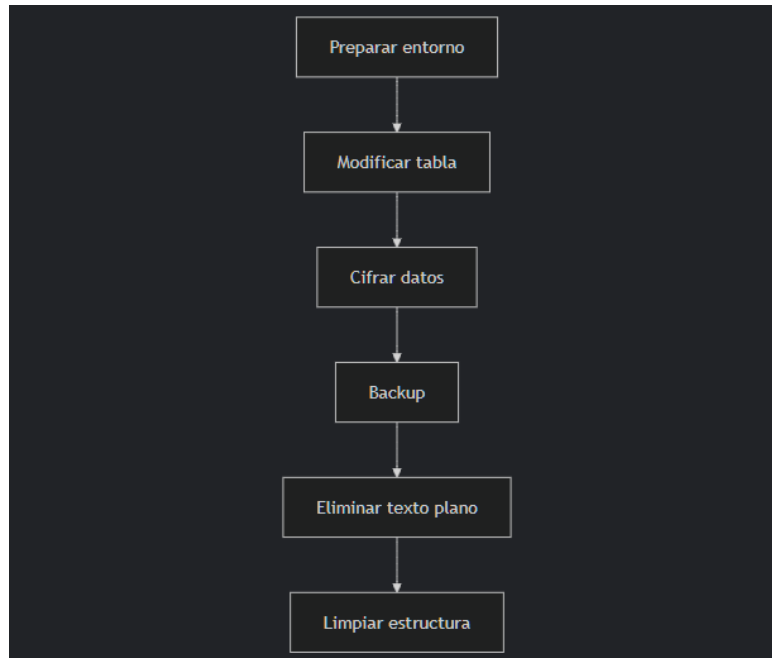 Preparar entorno
Modificar tabla
Cifrar datos
Backup
Eliminar texto plano
Limpiar estructura